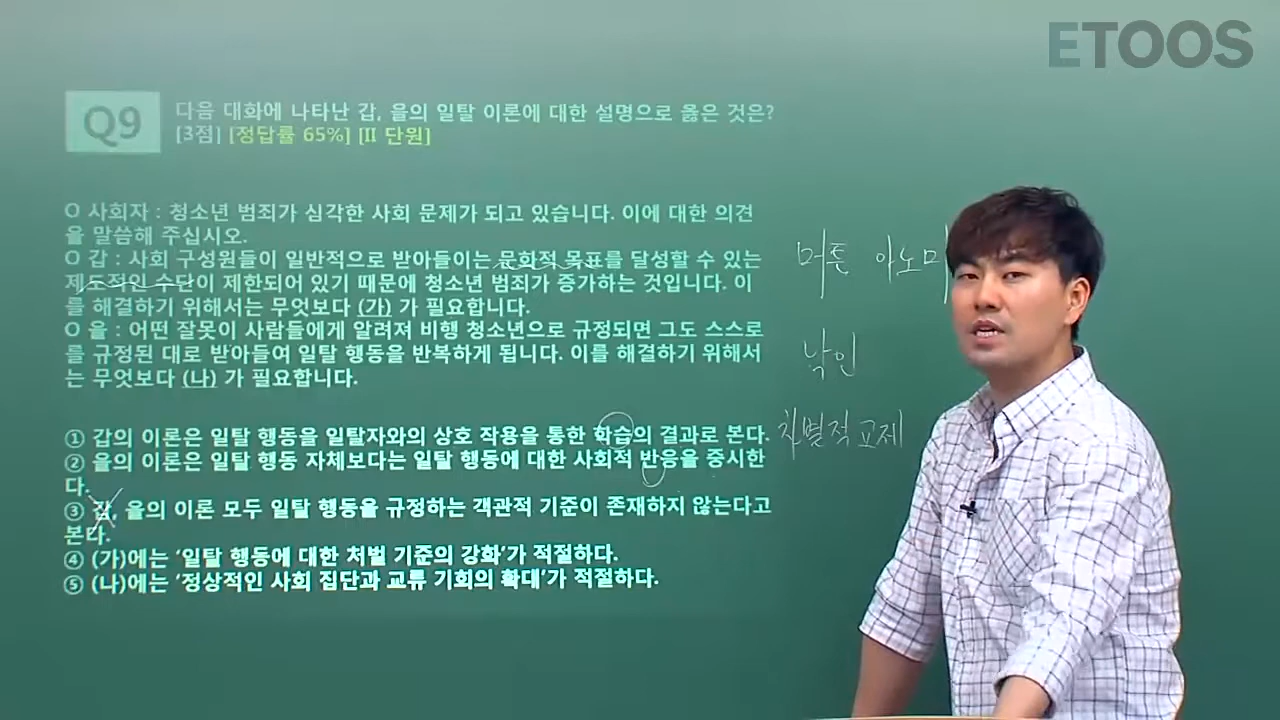 ETOOS
Q9
다음 대화에 나타난 갑, 을의 일탈 이론에 대한 설명으로 옳은 것은?
[3점] [정답률 65%] [II 단원]
O 사회자 : 청소년 범죄가 심각한 사회 문제가 되고 있습니다. 이에 대한 의견
을 말씀해 주십시오.
O 갑 : 사회 구성원들이 일반적으로 받아들이는 문화적 목표를 달성할 수 있는
제도적인 수단이 제한되어 있기 때문에 청소년 범죄가 증가하는 것입니다. 이
를 해결하기 위해서는 무엇보다 (가) 가 필요합니다.
O 을 : 어떤 잘못이 사람들에게 알려져 비행 청소년으로 규정되면 그도 스스로
를 규정된 대로 받아들여 일탈 행동을 반복하게 됩니다. 이를 해결하기 위해서
는 무엇보다 (나) 가 필요합니다.
① 갑의 이론은 일탈 행동을 일탈자와의 상호 작용을 통한 학습의 결과로 본다.
② 을의 이론은 일탈 행동 자체보다는 일탈 행동에 대한 사회적 반응을 중시한
다.
③ 갑, 을의 이론 모두 일탈 행동을 규정하는 객관적 기준이 존재하지 않는다고
본다.
④ (가)에는 '일탈 행동에 대한 처벌 기준의 강화'가 적절하다.
⑤ (나)에는 '정상적인 사회 집단과 교류 기회의 확대'가 적절하다.
머튼 아노미
낙인
차별적 교제